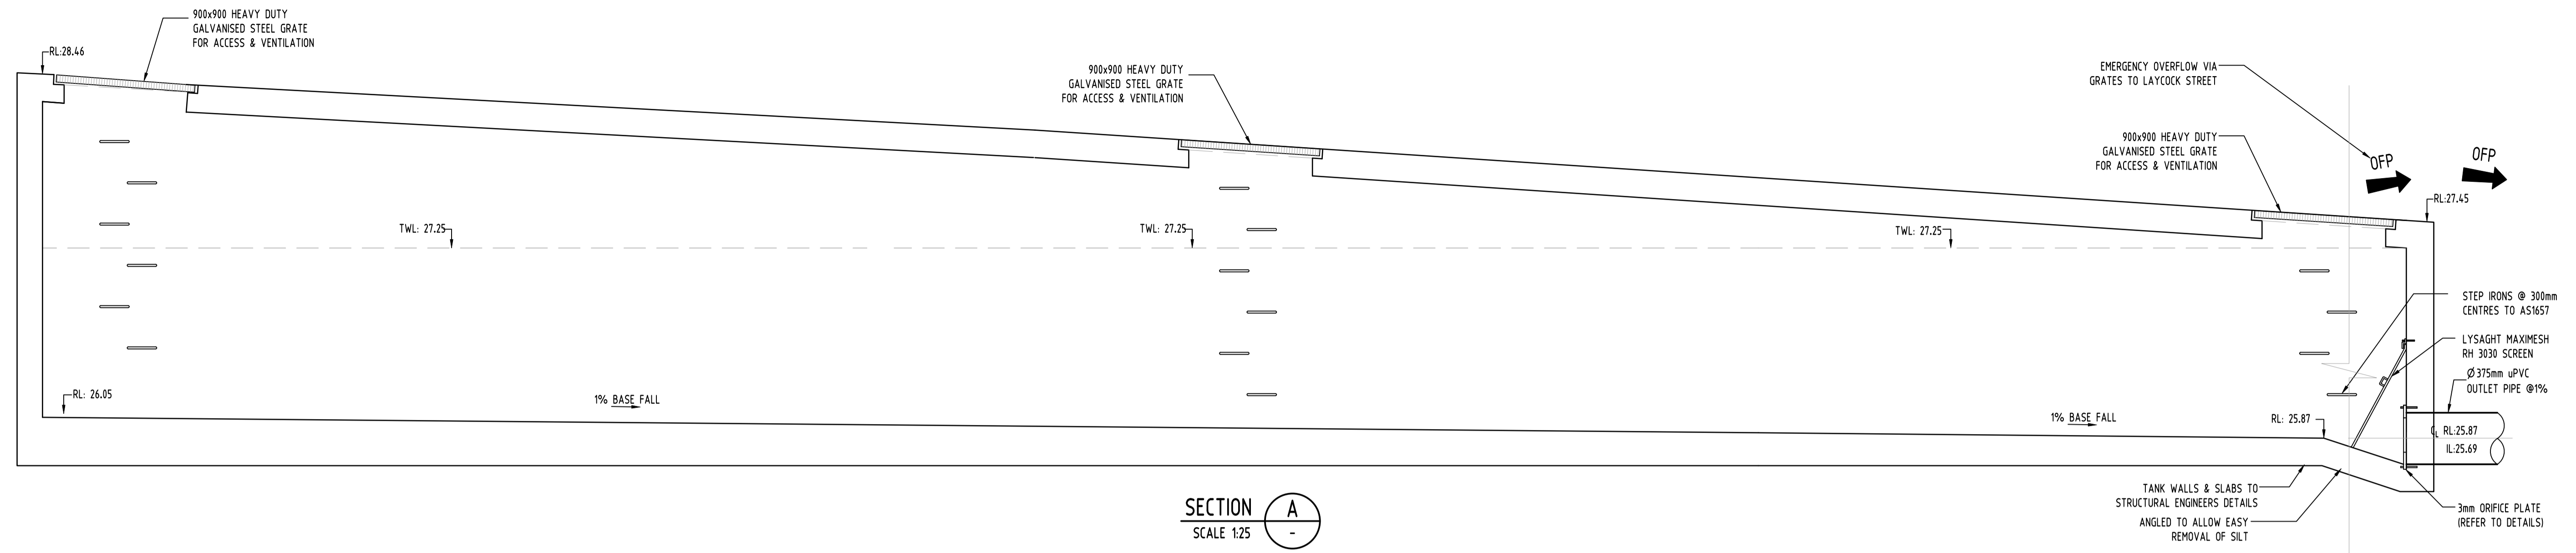 900x900 HEAVY DUTY
GALVANISED STEEL GRATE
FOR ACCESS & VENTILATION
RL:28.46
900x900 HEAVY DUTY
GALVANISED STEEL GRATE
FOR ACCESS & VENTILATION
EMERGENCY OVERFLOW VIA
GRATES TO LAYCOCK STREET
900x900 HEAVY DUTY
GALVANISED STEEL GRATE
FOR ACCESS & VENTILATION
OFP
OFP
RL:27.45
TWL: 27.25
TWL: 27.25
TWL: 27.25
STEP IRONS @ 300mm
CENTRES TO AS1657
LYSAGHT MAXIMESH
RH 3030 SCREEN
Ø375mm uPVC
OUTLET PIPE @1%
RL: 26.05
1% BASE FALL
1% BASE FALL
RL: 25.87
CL RL:25.87
IL:25.69
TANK WALLS & SLABS TO
STRUCTURAL ENGINEERS DETAILS
ANGLED TO ALLOW EASY
REMOVAL OF SILT
3mm ORIFICE PLATE
(REFER TO DETAILS)
SECTION
SCALE 1:25
A
-